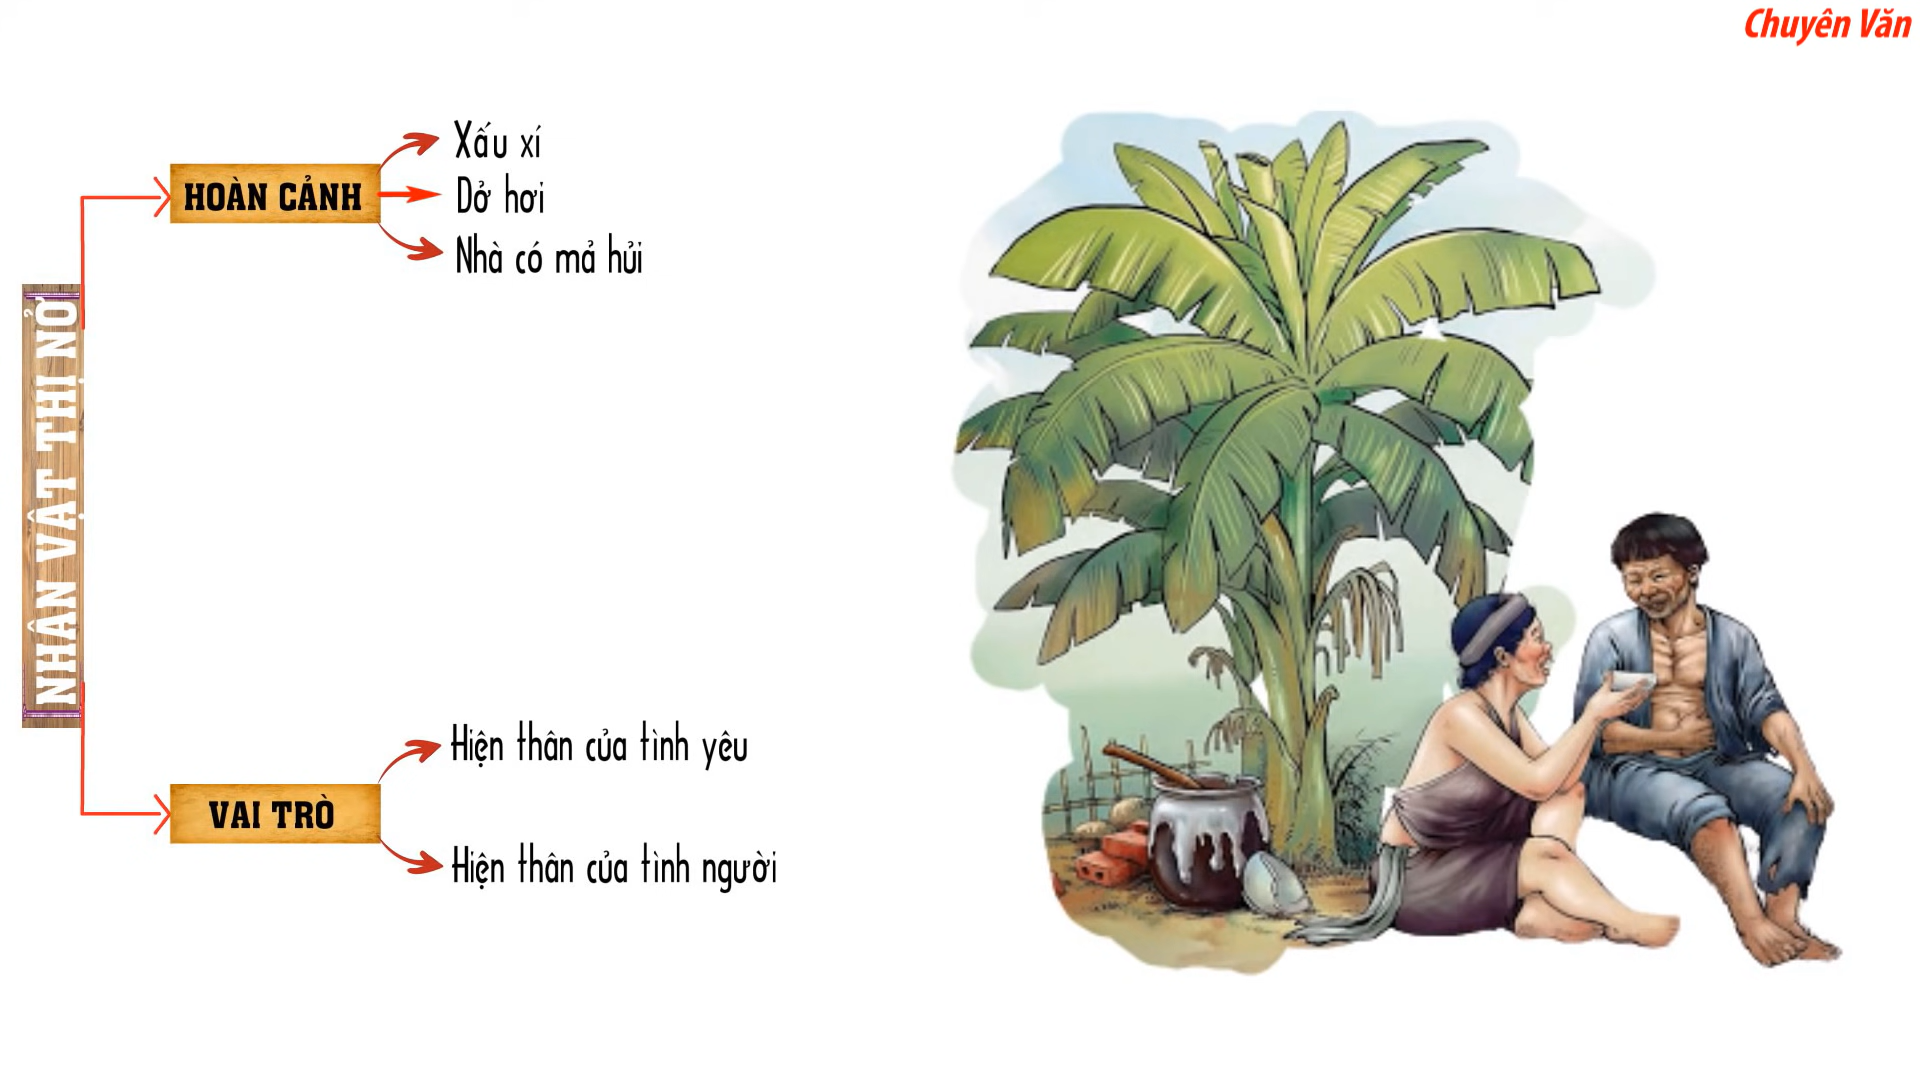 Chuyên Văn
NHÂN VẬT THỊ NỞ
HOÀN CẢNH
Xấu xí
Dở hơi
Nhà có mả hủi
VAI TRÒ
Hiện thân của tình yêu
Hiện thân của tình người